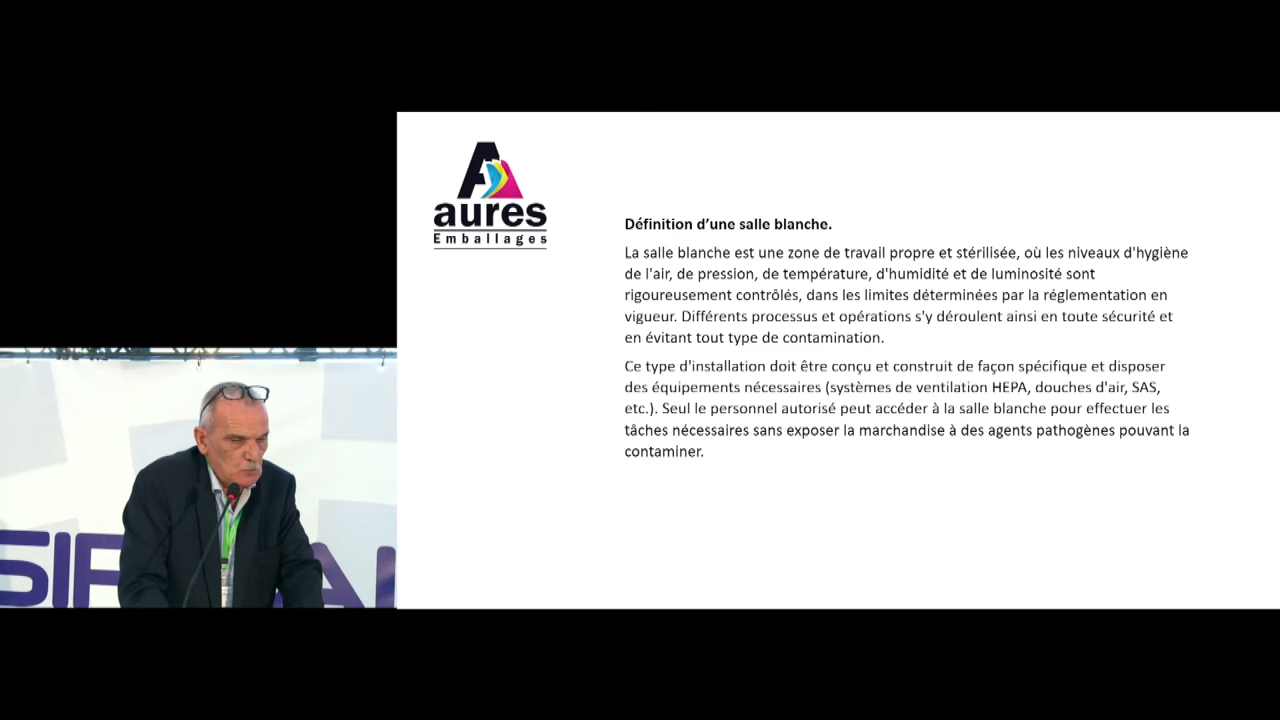 aures
Emballages
Définition d’une salle blanche.
La salle blanche est une zone de travail propre et stérilisée, où les niveaux d'hygiène
de l'air, de pression, de température, d'humidité et de luminosité sont
rigoureusement contrôlés, dans les limites déterminées par la réglementation en
vigueur. Différents processus et opérations s'y déroulent ainsi en toute sécurité et
en évitant tout type de contamination.
Ce type d'installation doit être conçu et construit de façon spécifique et disposer
des équipements nécessaires (systèmes de ventilation HEPA, douches d'air, SAS,
etc.). Seul le personnel autorisé peut accéder à la salle blanche pour effectuer les
tâches nécessaires sans exposer la marchandise à des agents pathogènes pouvant la
contaminer.